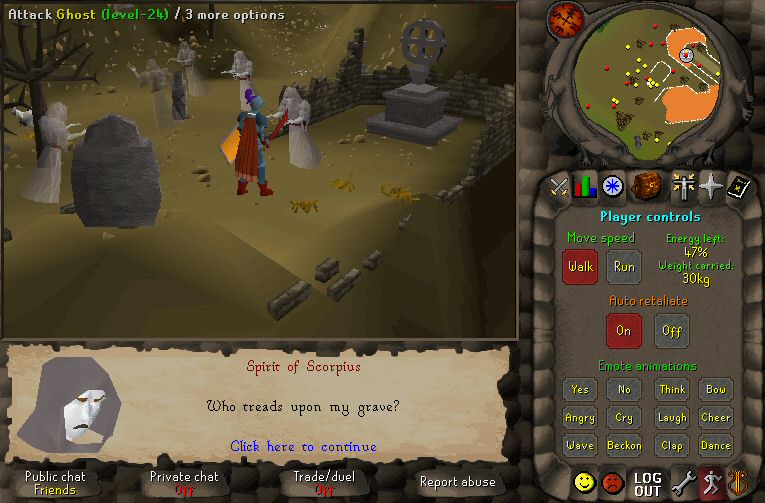 Attack Ghost (level-24) / 3 more options
Player controls
Move speed
Energy left:
47%
Walk
Run
Weight carried:
30kg
Auto retaliate
On
Off
Emote animations
Yes
No
Think
Bow
Angry
Cry
Laugh
Cheer
Wave
Beckon
Clap
Dance
Spirit of Scorpius
Who treads upon my grave?
Click here to continue
Public chat
Friends
Private chat
Off
Trade/duel
Off
Report abuse
LOG
OUT